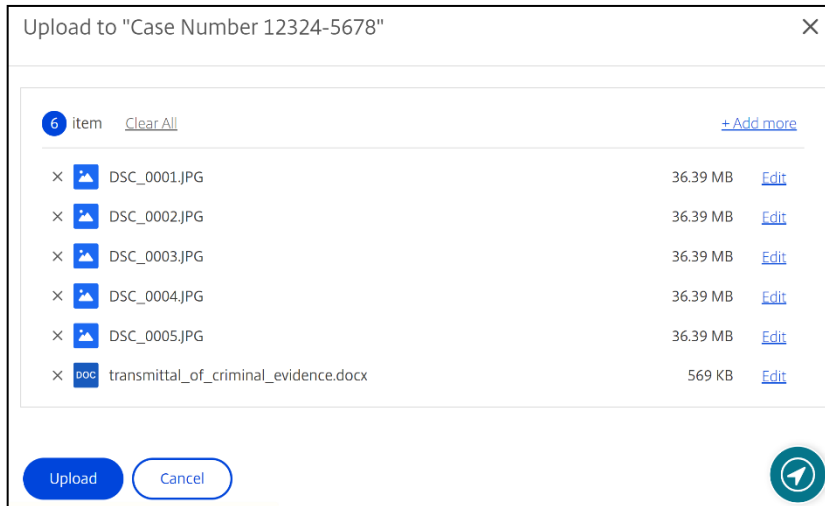 Upload to "Case Number 12324-5678"
6 item Clear All + Add more
DSC_0001.JPG 36.39 MB Edit
DSC_0002.JPG 36.39 MB Edit
DSC_0003.JPG 36.39 MB Edit
DSC_0004.JPG 36.39 MB Edit
DSC_0005.JPG 36.39 MB Edit
DOC transmittal_of_criminal_evidence.docx 569 KB Edit
Upload Cancel